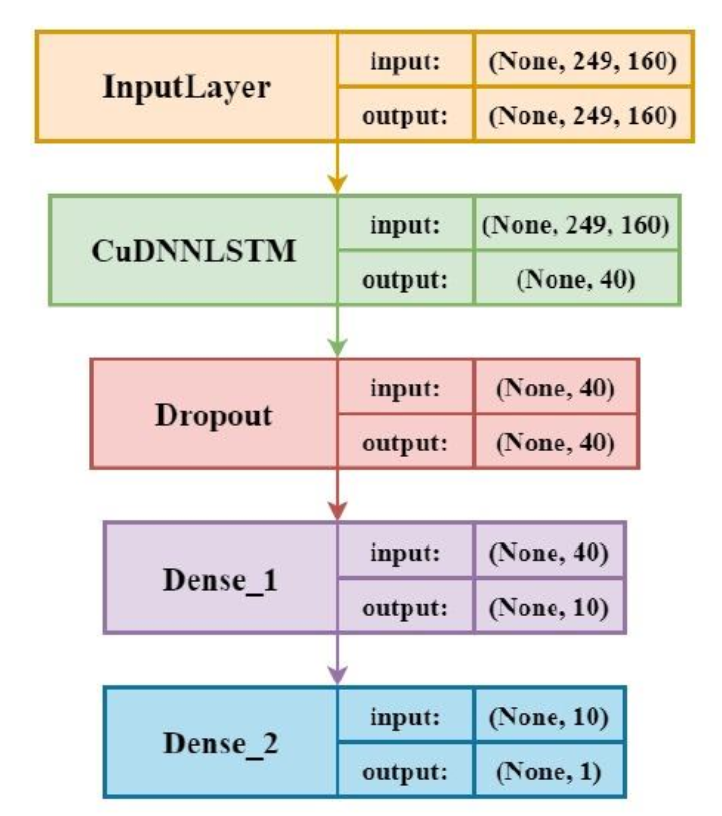 InputLayer
input: (None, 249, 160)
output: (None, 249, 160)
CuDNNLSTM
input: (None, 249, 160)
output: (None, 40)
Dropout
input: (None, 40)
output: (None, 40)
Dense_1
input: (None, 40)
output: (None, 10)
Dense_2
input: (None, 10)
output: (None, 1)